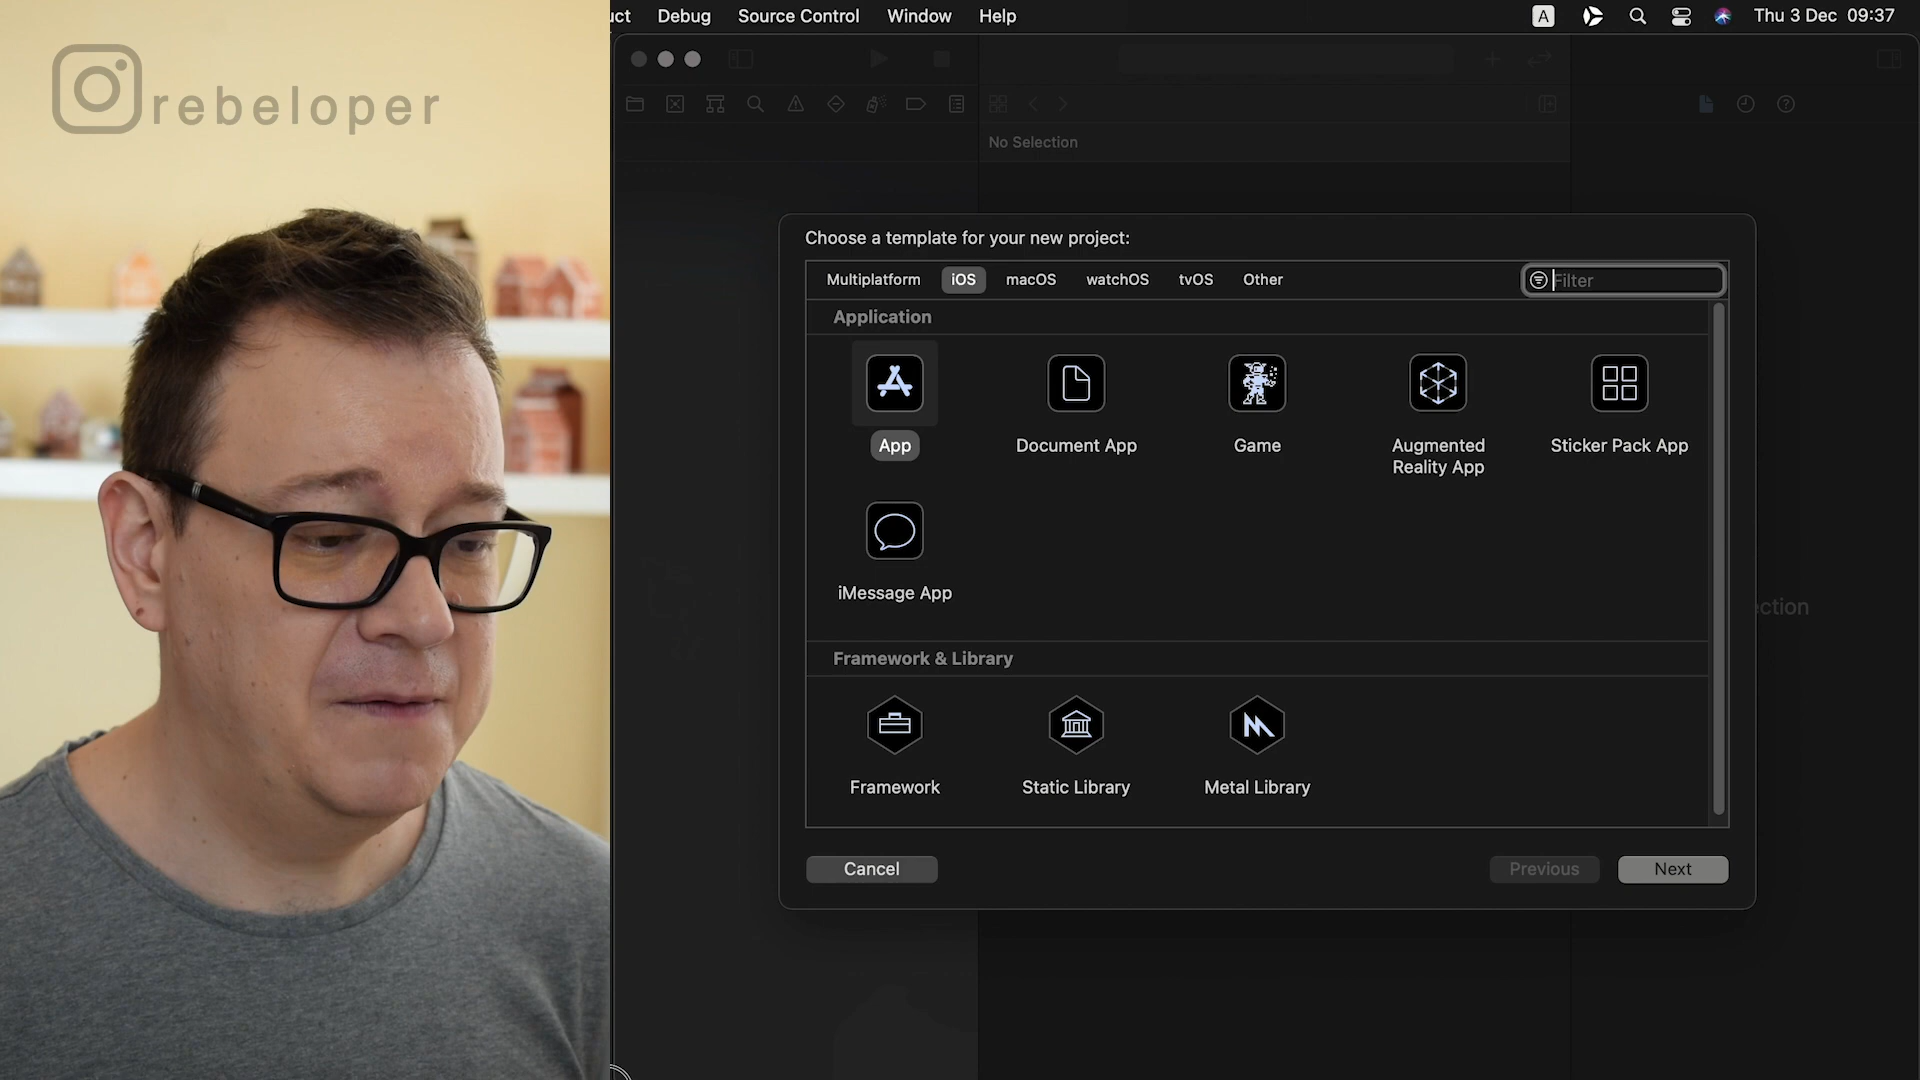 uct Debug Source Control Window Help A Thu 3 Dec 09:37
rebeloper
No Selection
Choose a template for your new project:
Multiplatform iOS macOS watchOS tvOS Other Filter
Application
App Document App Game Augmented Reality App Sticker Pack App
iMessage App
ction
Framework & Library
Framework Static Library Metal Library
Cancel Previous Next